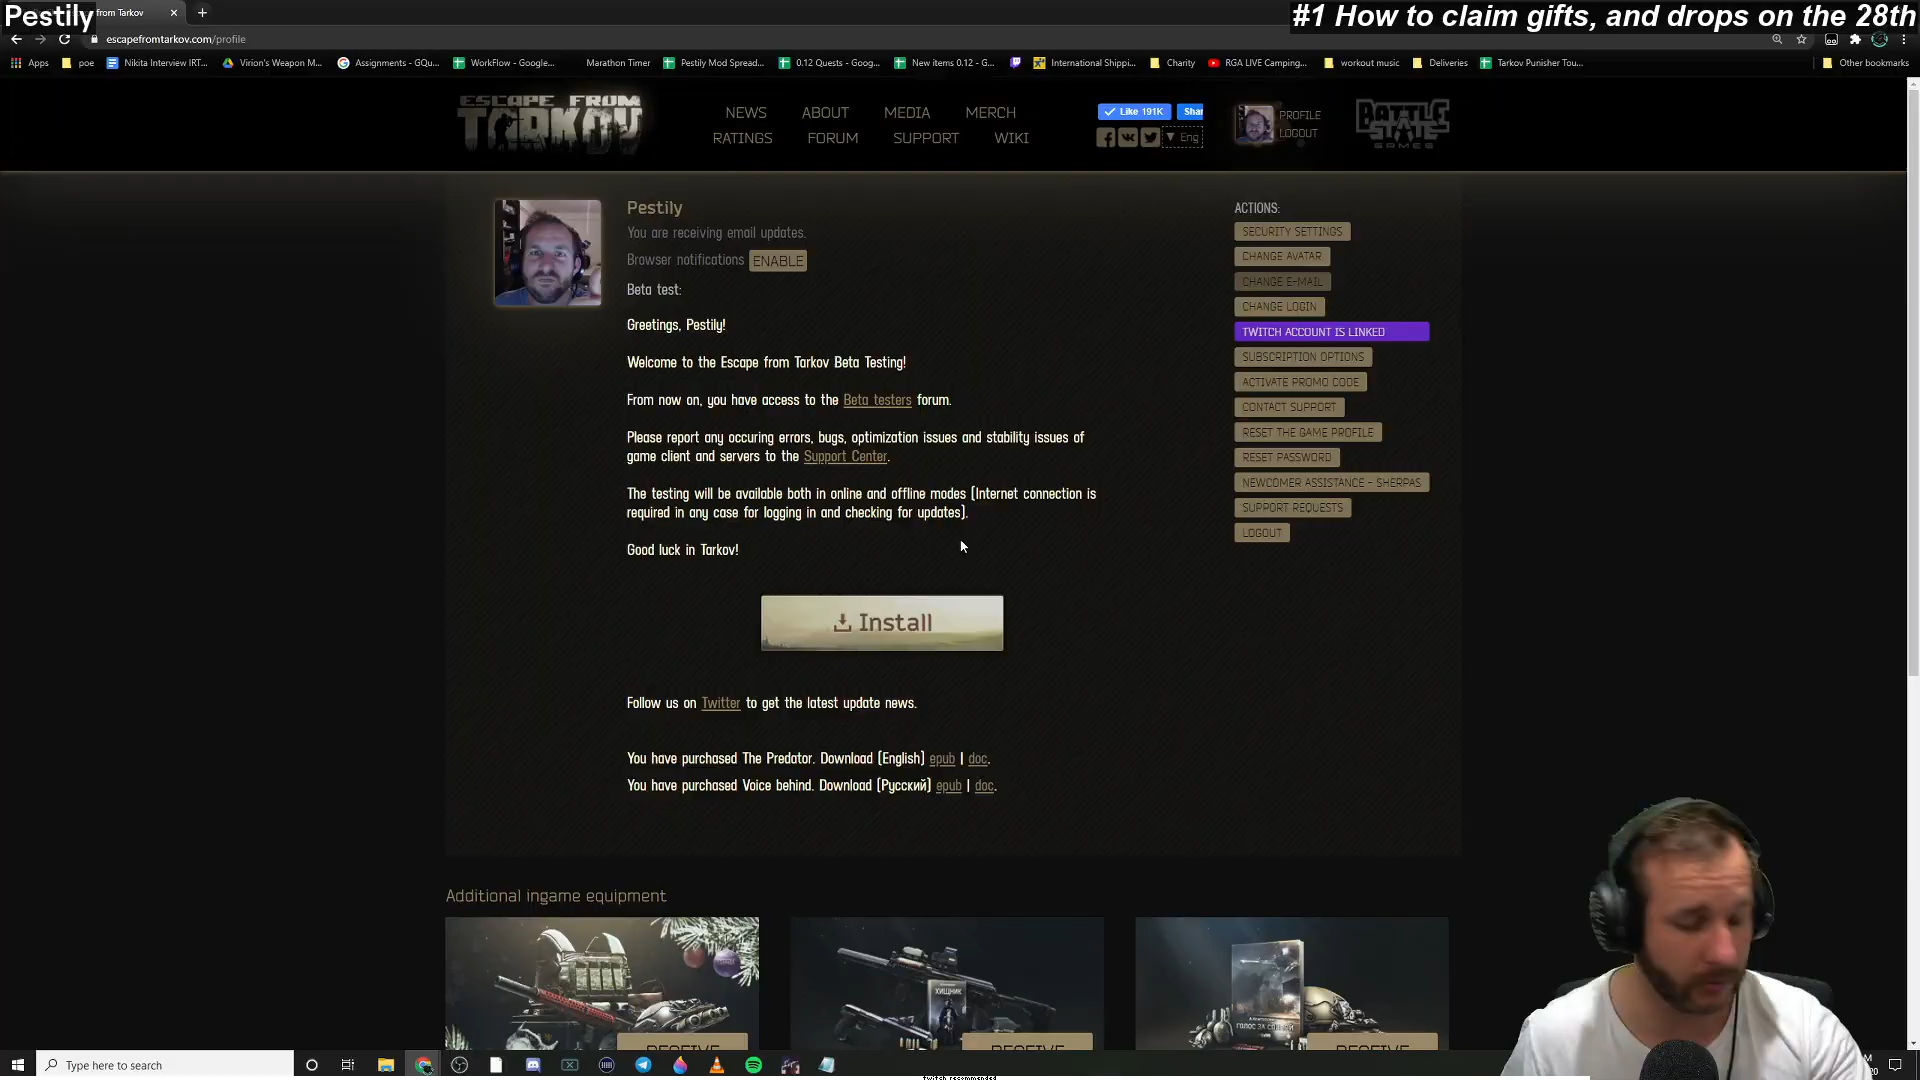 Pestily
#1 How to claim gifts, and drops on the 28th
from Tarkov
escapefromtarkov.com/profile
Apps poe Nikita Interview IRT... Virion's Weapon M... Assignments - GQu... WorkFlow - Google... Marathon Timer Pestily Mod Spread... 0.12 Quests - Goog... New items 0.12 - G... International Shippi... Charity RGA LIVE Camping... workout music Deliveries Tarkov Punisher Tou... Other bookmarks
ESCAPE FROM TARKOV
NEWS ABOUT MEDIA MERCH
RATINGS FORUM SUPPORT WIKI
Like 191K Shar
Eng
PROFILE
LOGOUT
BATTLE STATE GAMES
Pestily
You are receiving email updates.
Browser notifications ENABLE
Beta test:
Greetings, Pestily!
Welcome to the Escape from Tarkov Beta Testing!
From now on, you have access to the Beta testers forum.
Please report any occuring errors, bugs, optimization issues and stability issues of
game client and servers to the Support Center.
The testing will be available both in online and offline modes (Internet connection is
required in any case for logging in and checking for updates).
Good luck in Tarkov!
Install
Follow us on Twitter to get the latest update news.
You have purchased The Predator. Download (English) epub | doc.
You have purchased Voice behind. Download (Русский) epub | doc.
ACTIONS:
SECURITY SETTINGS
CHANGE AVATAR
CHANGE E-MAIL
CHANGE LOGIN
TWITCH ACCOUNT IS LINKED
SUBSCRIPTION OPTIONS
ACTIVATE PROMO CODE
CONTACT SUPPORT
RESET THE GAME PROFILE
RESET PASSWORD
NEWCOMER ASSISTANCE - SHERPAS
SUPPORT REQUESTS
LOGOUT
Additional ingame equipment
ХИЩНИК
RECEIVE RECEIVE RECEIVE
Type here to search
twitch recommended